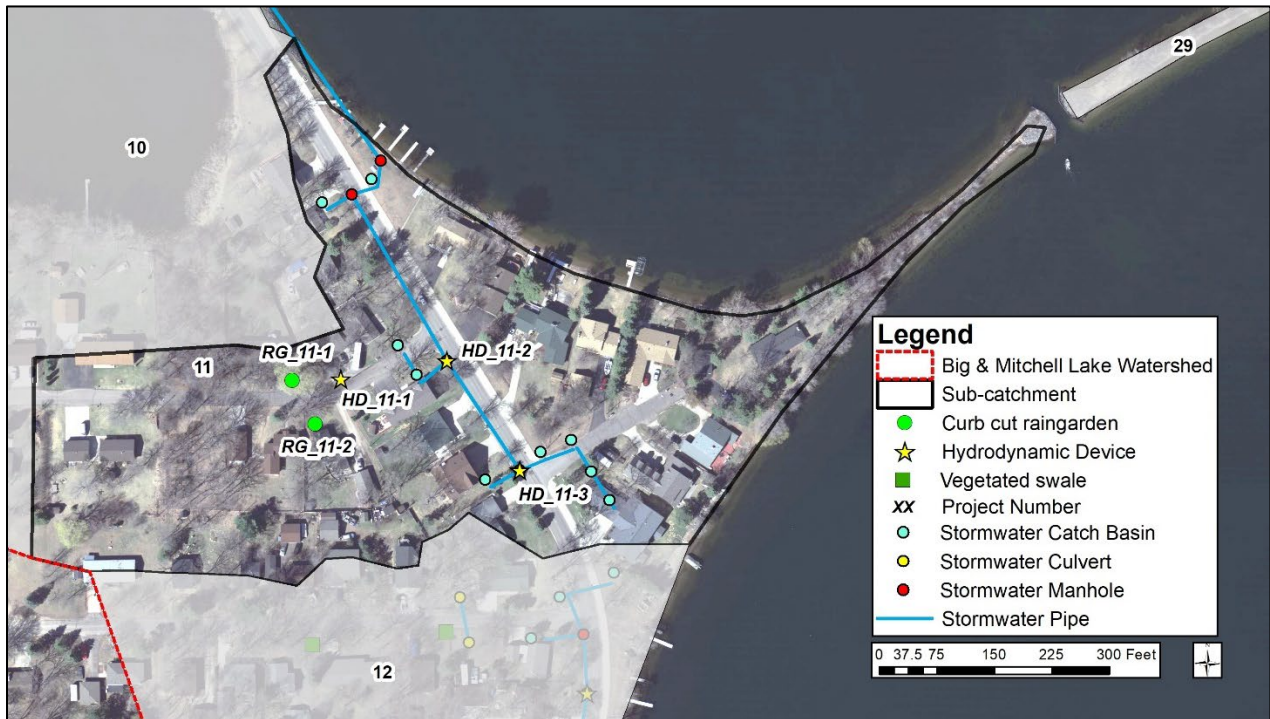 29
10
11
RG_11-1
HD_11-2
HD_11-1
RG_11-2
HD_11-3
12
Legend
Big & Mitchell Lake Watershed
Sub-catchment
Curb cut raingarden
Hydrodynamic Device
Vegetated swale
XX Project Number
Stormwater Catch Basin
Stormwater Culvert
Stormwater Manhole
Stormwater Pipe
0 37.5 75 150 225 300 Feet